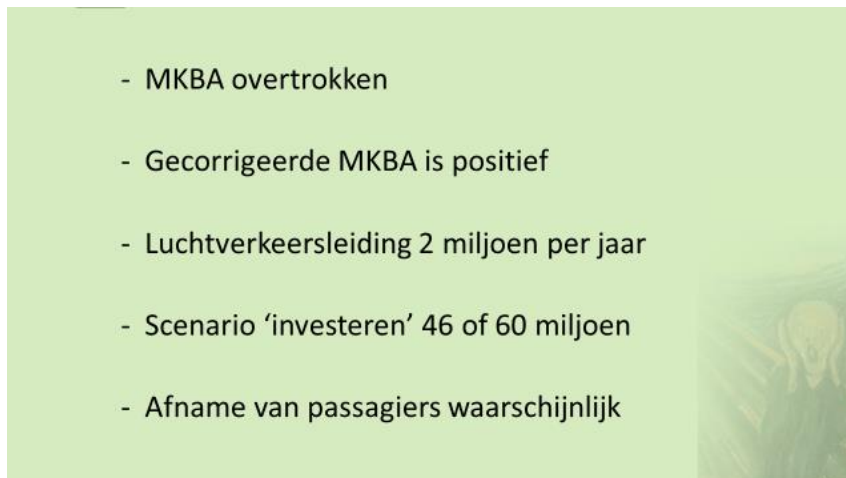 - MKBA overtrokken
- Gecorrigeerde MKBA is positief
- Luchtverkeersleiding 2 miljoen per jaar
- Scenario ‘investeren’ 46 of 60 miljoen
- Afname van passagiers waarschijnlijk